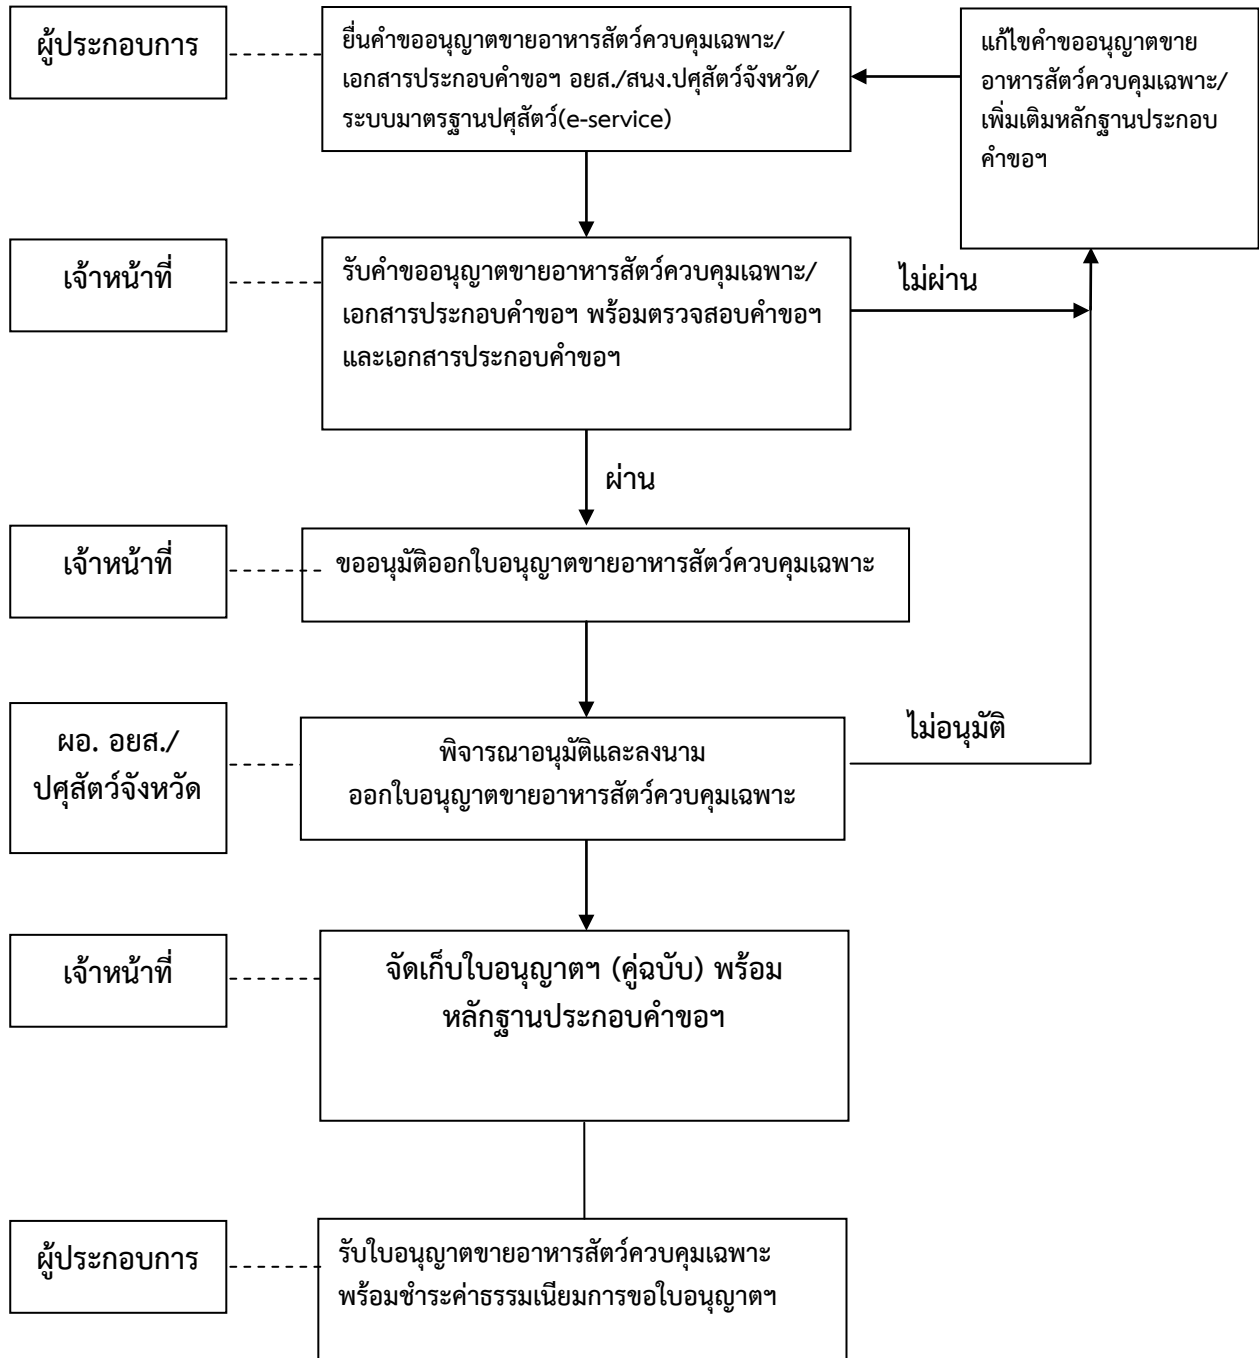 ผู้ประกอบการ
ยื่นคำขออนุญาตขายอาหารสัตว์ควบคุมเฉพาะ/
เอกสารประกอบคำขอฯ อยส./สนง.ปศุสัตว์จังหวัด/
ระบบมาตรฐานปศุสัตว์(e-service)
แก้ไขคำขออนุญาตขาย
อาหารสัตว์ควบคุมเฉพาะ/
เพิ่มเติมหลักฐานประกอบ
คำขอฯ
เจ้าหน้าที่
รับคำขออนุญาตขายอาหารสัตว์ควบคุมเฉพาะ/
เอกสารประกอบคำขอฯ พร้อมตรวจสอบคำขอฯ
และเอกสารประกอบคำขอฯ
ไม่ผ่าน
ผ่าน
เจ้าหน้าที่
ขออนุมัติออกใบอนุญาตขายอาหารสัตว์ควบคุมเฉพาะ
ผอ. อยส./
ปศุสัตว์จังหวัด
พิจารณาอนุมัติและลงนาม
ออกใบอนุญาตขายอาหารสัตว์ควบคุมเฉพาะ
ไม่อนุมัติ
เจ้าหน้าที่
จัดเก็บใบอนุญาตฯ (คู่ฉบับ) พร้อม
หลักฐานประกอบคำขอฯ
ผู้ประกอบการ
รับใบอนุญาตขายอาหารสัตว์ควบคุมเฉพาะ
พร้อมชำระค่าธรรมเนียมการขอใบอนุญาตฯ